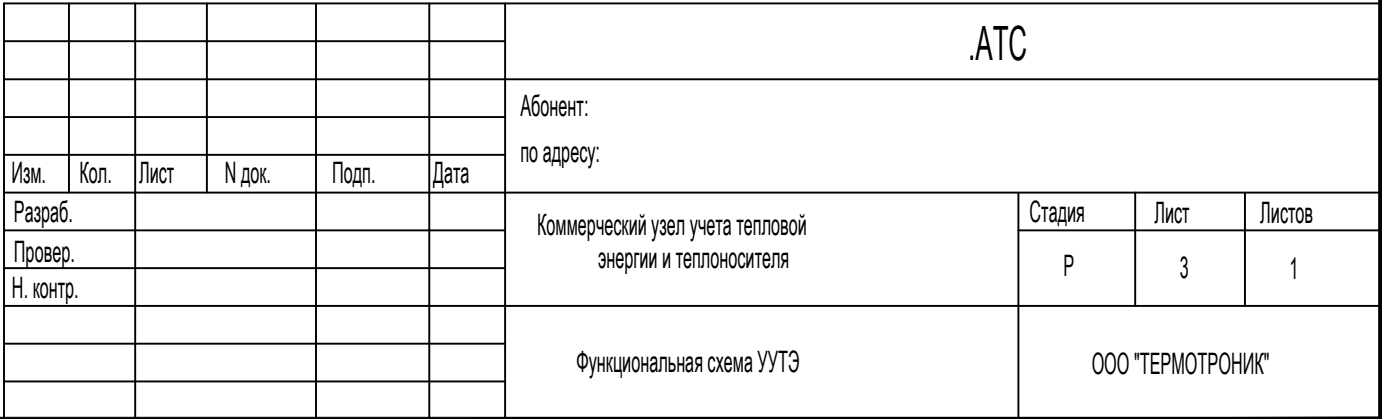 .АТС
Абонент:
по адресу:
Изм. Кол. Лист N док. Подп. Дата
Разраб.
Провер.
Н. контр.
Коммерческий узел учета тепловой
энергии и теплоносителя
Стадия Лист Листов
Р 3 1
Функциональная схема УУТЭ
ООО "ТЕРМОТРОНИК"